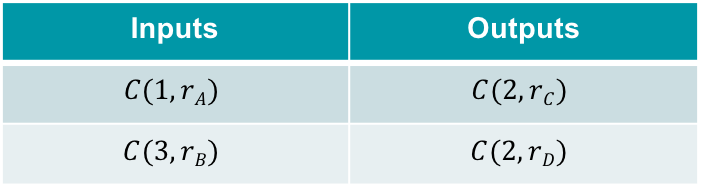 Inputs Outputs
C(1, r_A) C(2, r_C)
C(3, r_B) C(2, r_D)